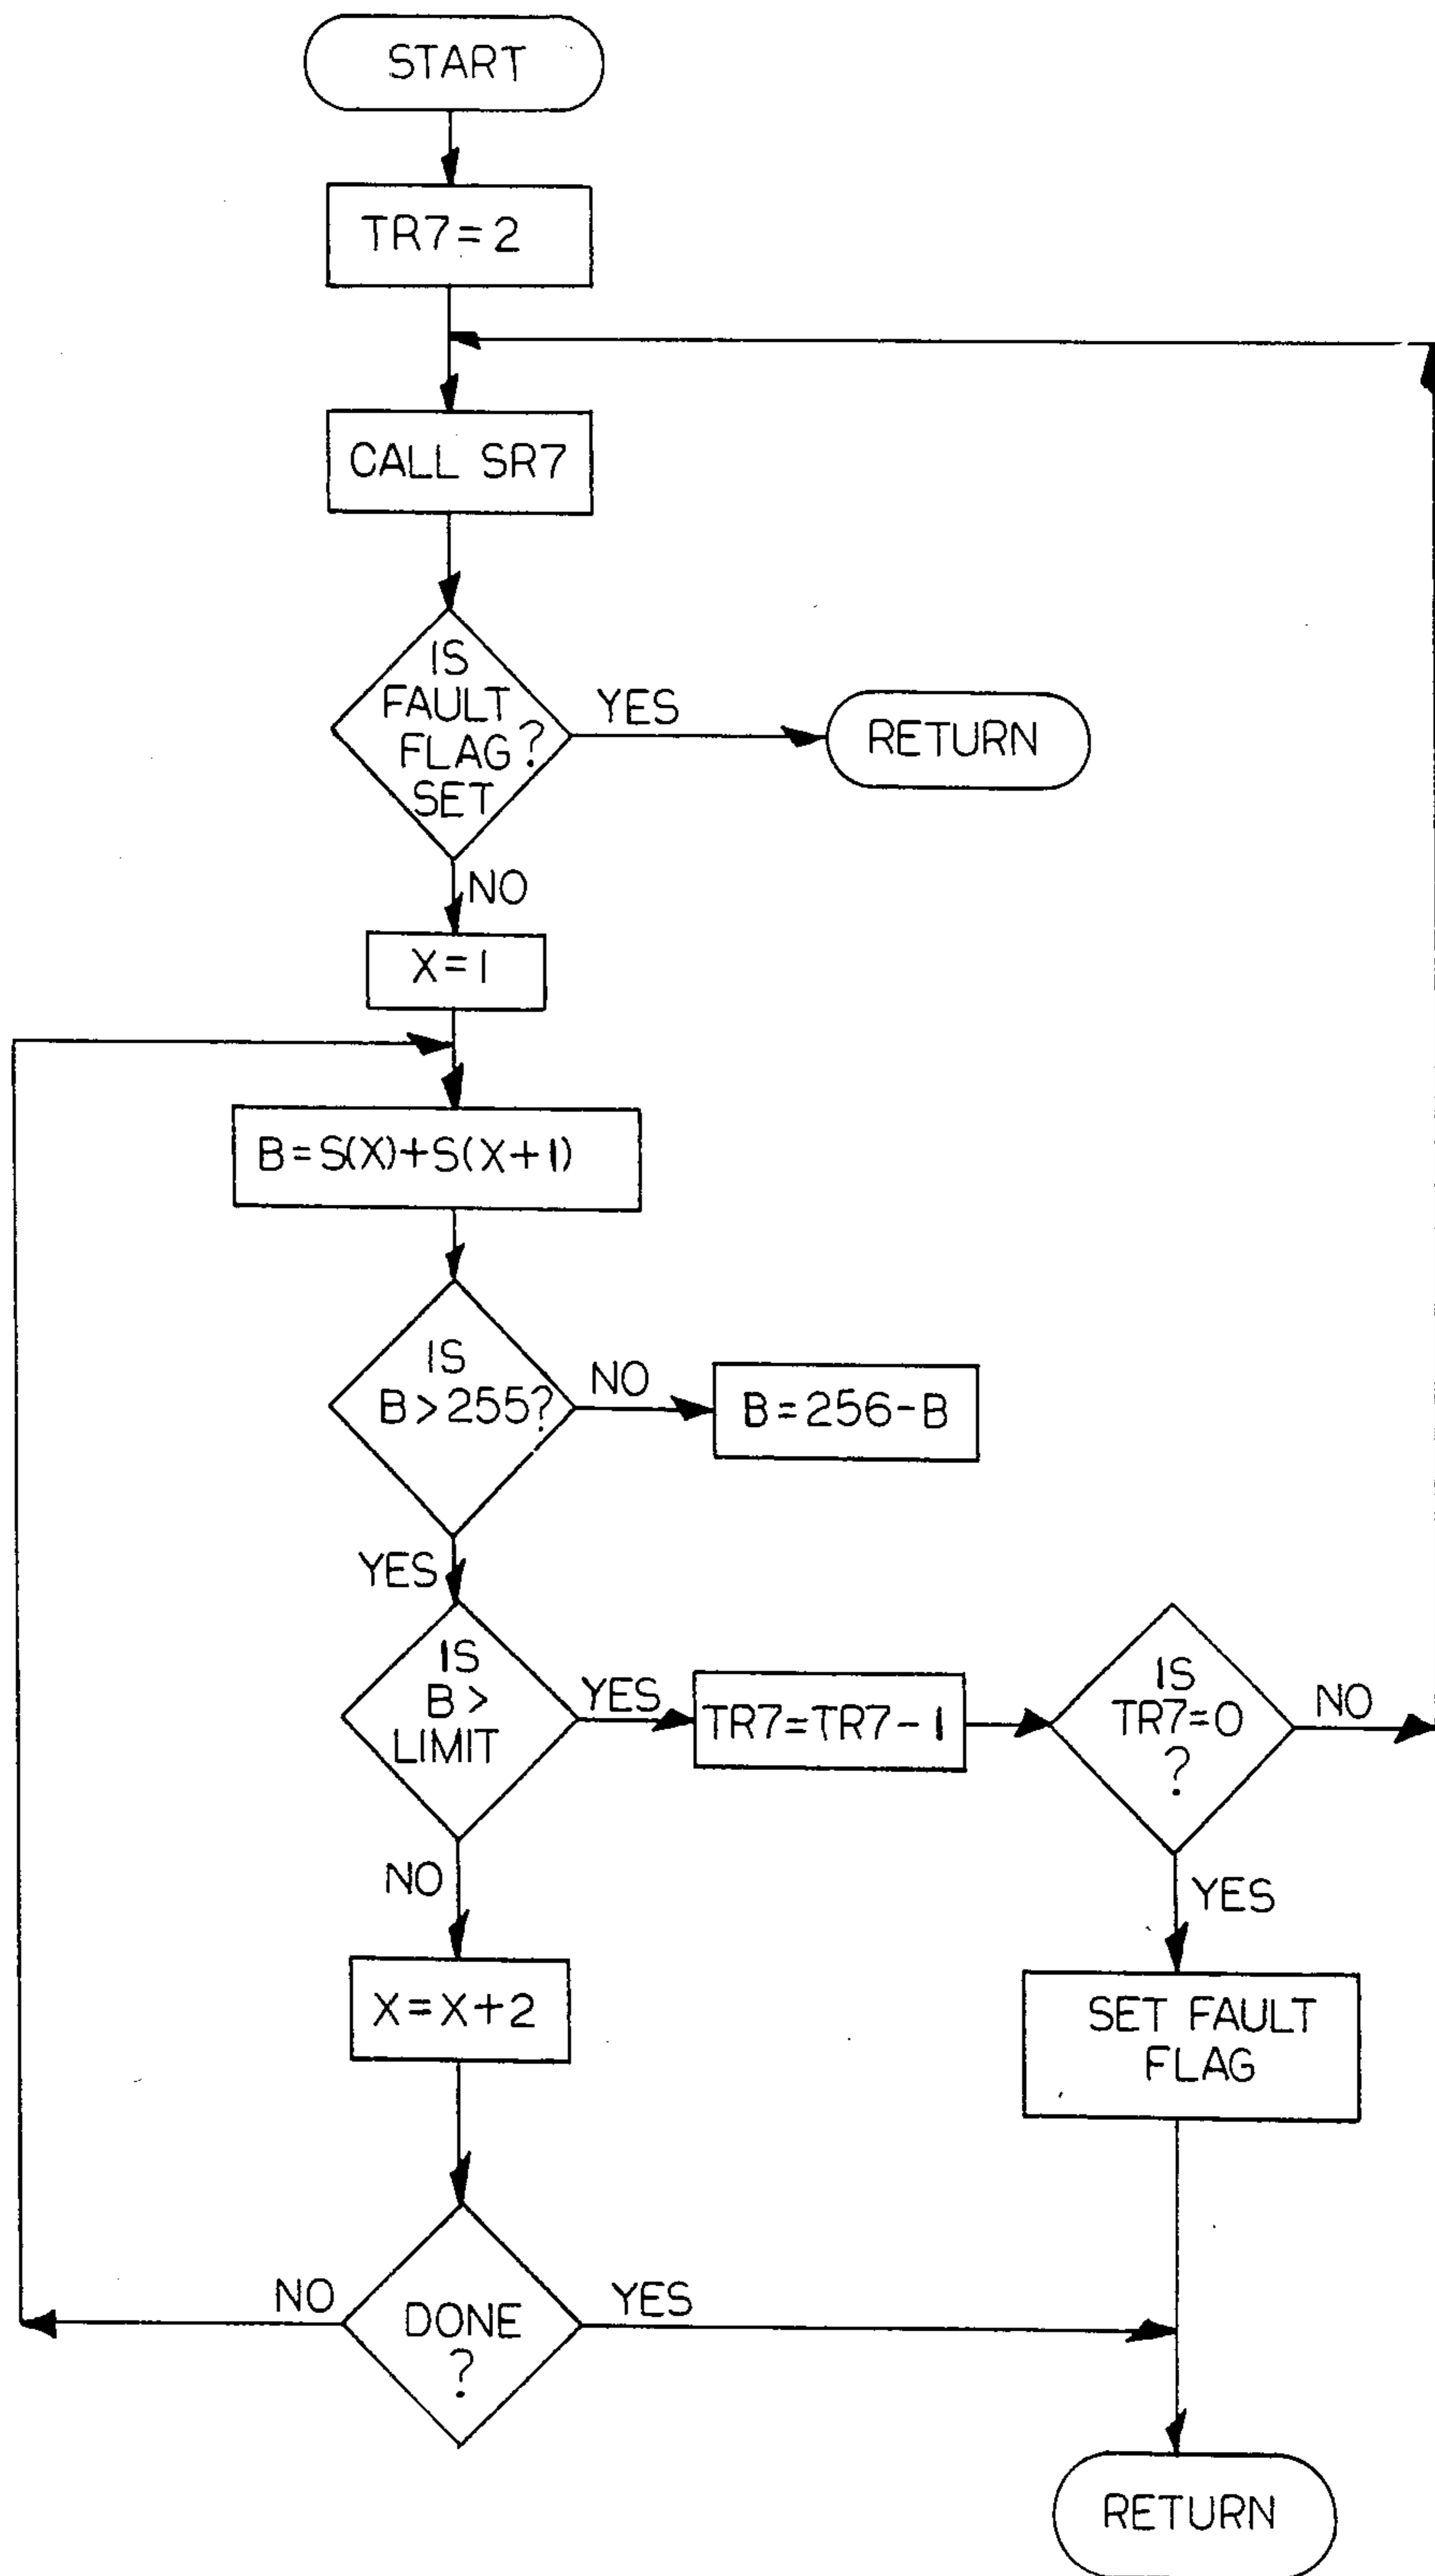 START
TR7=2
CALL SR7
IS
FAULT
FLAG?
SET
YES
RETURN
NO
X=1
B=S(X)+S(X+1)
IS
B>255?
NO
B=256-B
YES
IS
B>
LIMIT
YES
TR7=TR7-1
IS
TR7=0
?
NO
NO
YES
X=X+2
SET FAULT
FLAG
NO
DONE
?
YES
RETURN